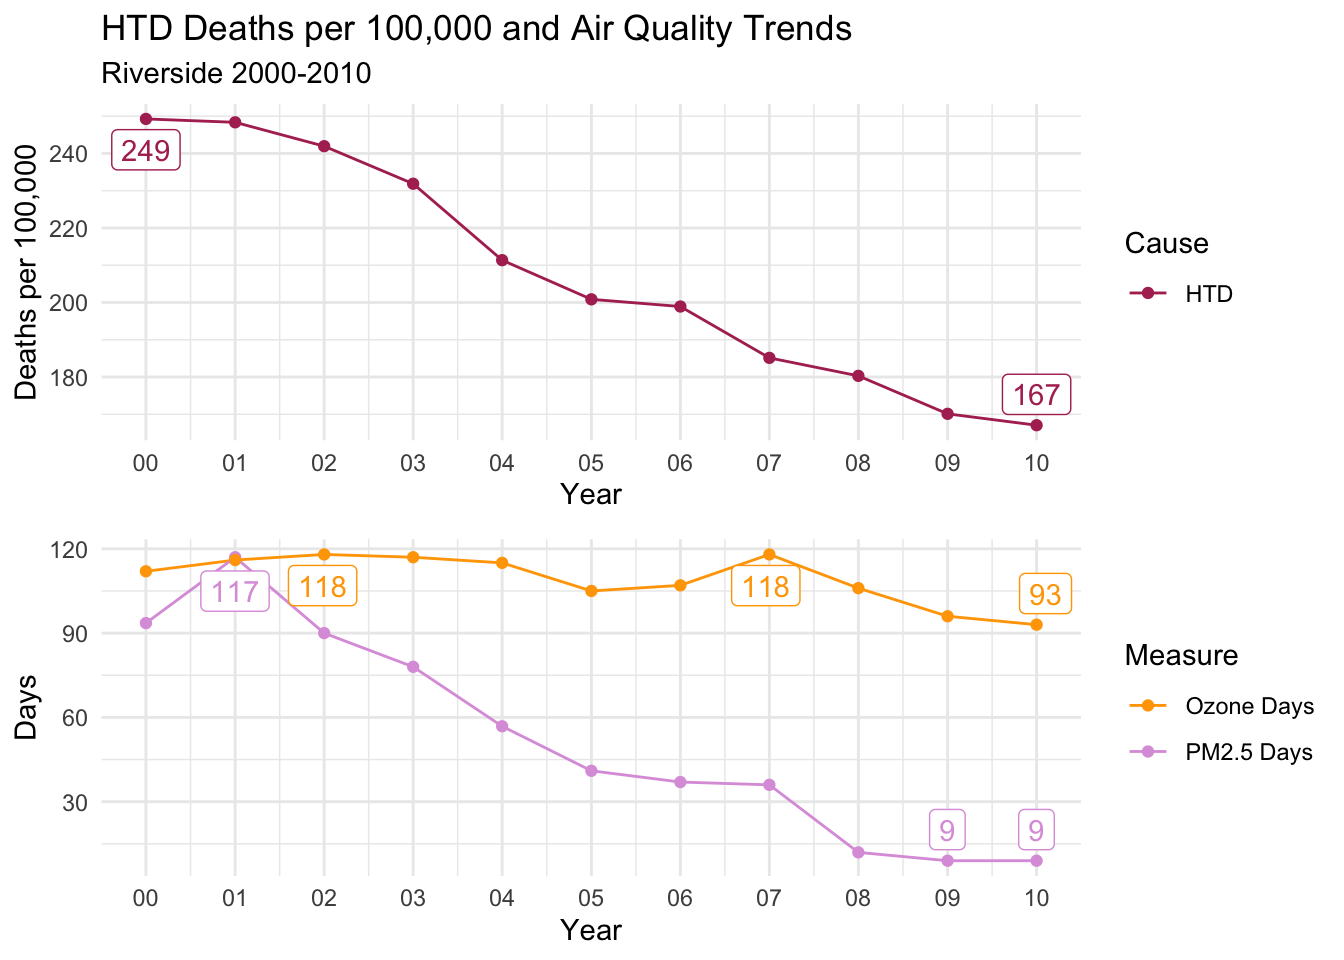 HTD Deaths per 100,000 and Air Quality Trends
Riverside 2000-2010
Deaths per 100,000
240
220
200
180
249
167
00 01 02 03 04 05 06 07 08 09 10
Year
Cause
HTD
Days
120
90
60
30
117 118 118 93
9 9
00 01 02 03 04 05 06 07 08 09 10
Year
Measure
Ozone Days
PM2.5 Days